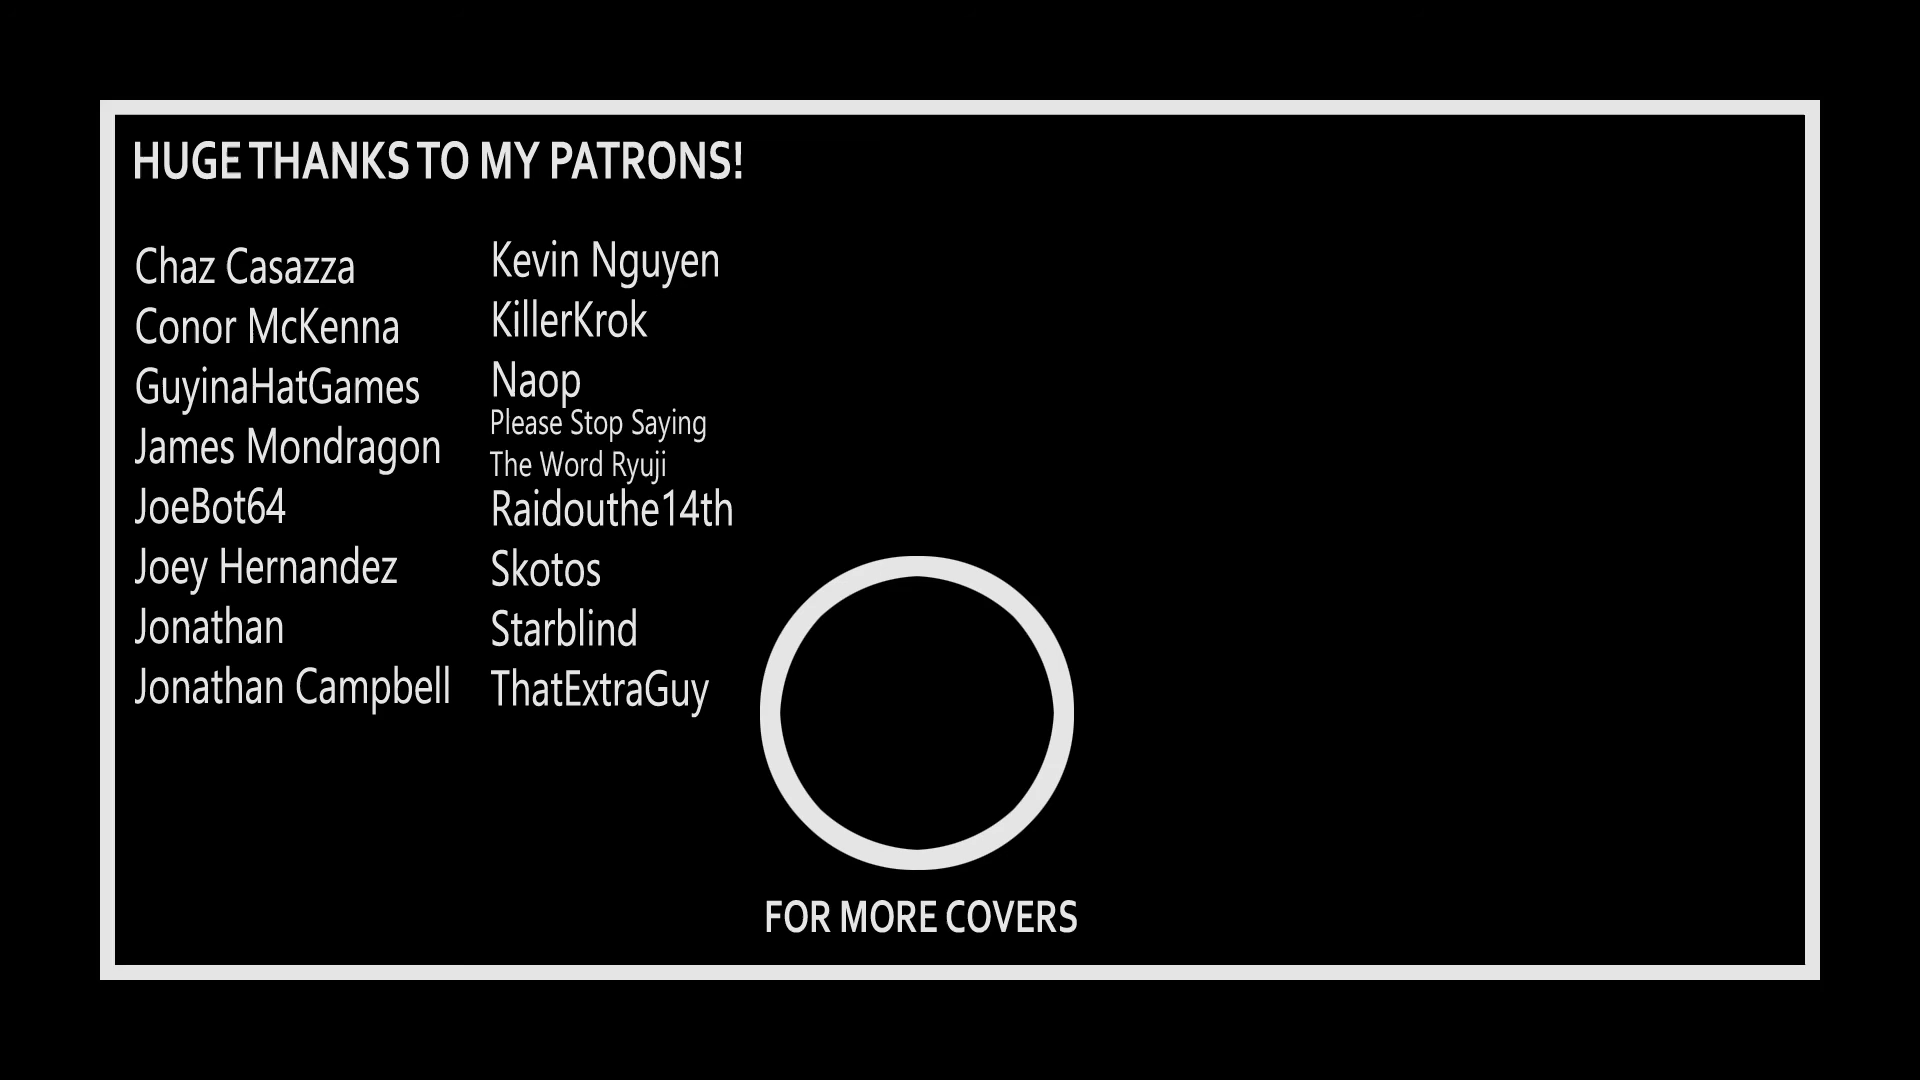 HUGE THANKS TO MY PATRONS!
Chaz Casazza
Conor McKenna
GuyinaHatGames
James Mondragon
JoeBot64
Joey Hernandez
Jonathan
Jonathan Campbell
Kevin Nguyen
KillerKrok
Naop
Please Stop Saying
The Word Ryuji
Raidouthe14th
Skotos
Starblind
ThatExtraGuy
FOR MORE COVERS